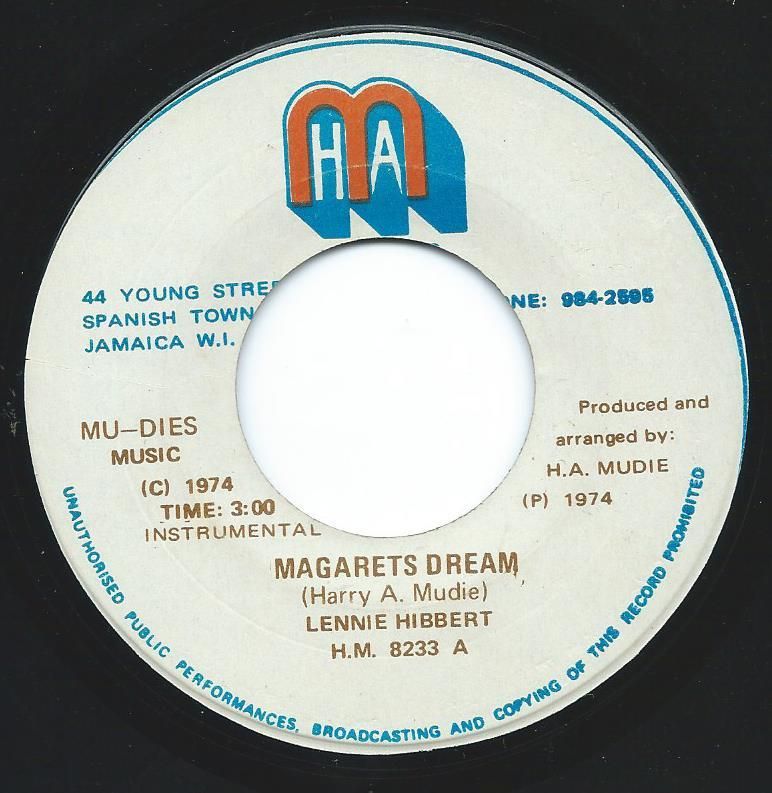 HAM
44 YOUNG STREE
NE: 984-2595
SPANISH TOWN
JAMAICA W.I.
MU-DIES
MUSIC
(C) 1974
TIME: 3:00
INSTRUMENTAL
Produced and
arranged by:
H.A. MUDIE
(P) 1974
MAGARETS DREAM
(Harry A. Mudie)
LENNIE HIBBERT
H.M. 8233 A
UNAUTHORISED PUBLIC PERFORMANCES, BROADCASTING AND COPYING OF THIS RECORD PROHIBITED